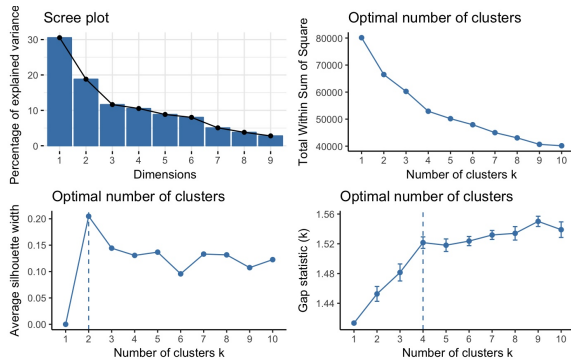 Scree plot
Percentage of explained variance
30
20
10
0
1 2 3 4 5 6 7 8 9
Dimensions
Optimal number of clusters
Total Within Sum of Square
80000
70000
60000
50000
40000
1 2 3 4 5 6 7 8 9 10
Number of clusters k
Optimal number of clusters
Average silhouette width
0.20
0.15
0.10
0.05
0.00
1 2 3 4 5 6 7 8 9 10
Number of clusters k
Optimal number of clusters
Gap statistic (k)
1.56
1.52
1.48
1.44
1 2 3 4 5 6 7 8 9 10
Number of clusters k